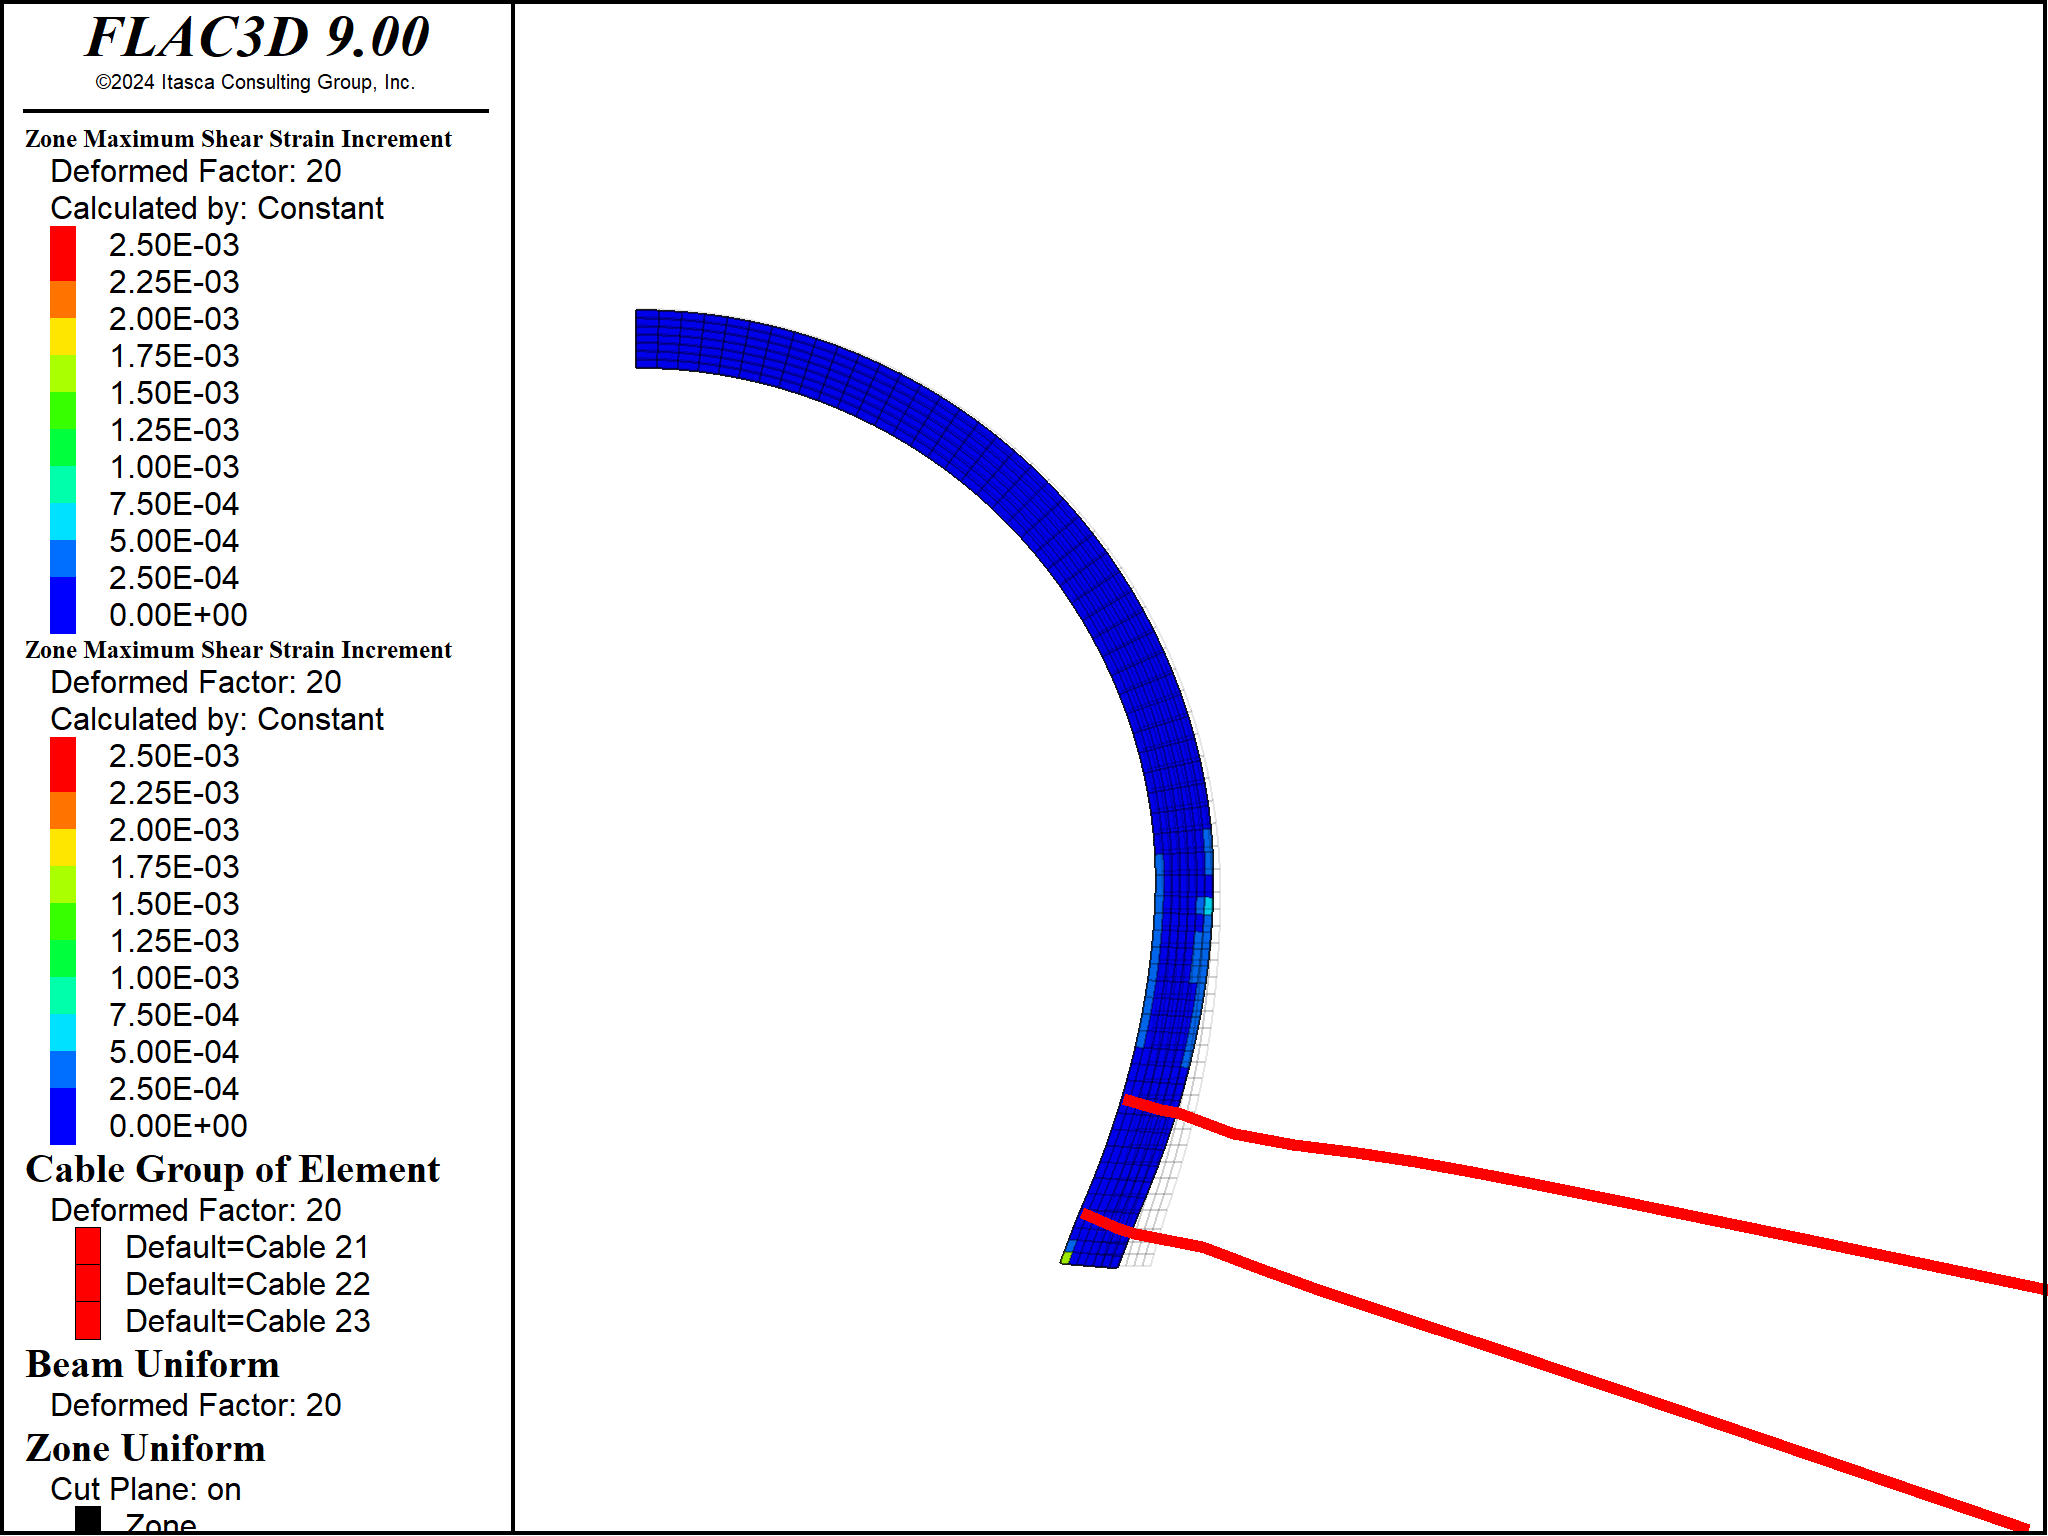 FLAC3D 9.00
©2024 Itasca Consulting Group, Inc.
Zone Maximum Shear Strain Increment
Deformed Factor: 20
Calculated by: Constant
2.50E-03
2.25E-03
2.00E-03
1.75E-03
1.50E-03
1.25E-03
1.00E-03
7.50E-04
5.00E-04
2.50E-04
0.00E+00
Zone Maximum Shear Strain Increment
Deformed Factor: 20
Calculated by: Constant
2.50E-03
2.25E-03
2.00E-03
1.75E-03
1.50E-03
1.25E-03
1.00E-03
7.50E-04
5.00E-04
2.50E-04
0.00E+00
Cable Group of Element
Deformed Factor: 20
Default=Cable 21
Default=Cable 22
Default=Cable 23
Beam Uniform
Deformed Factor: 20
Zone Uniform
Cut Plane: on
Zone